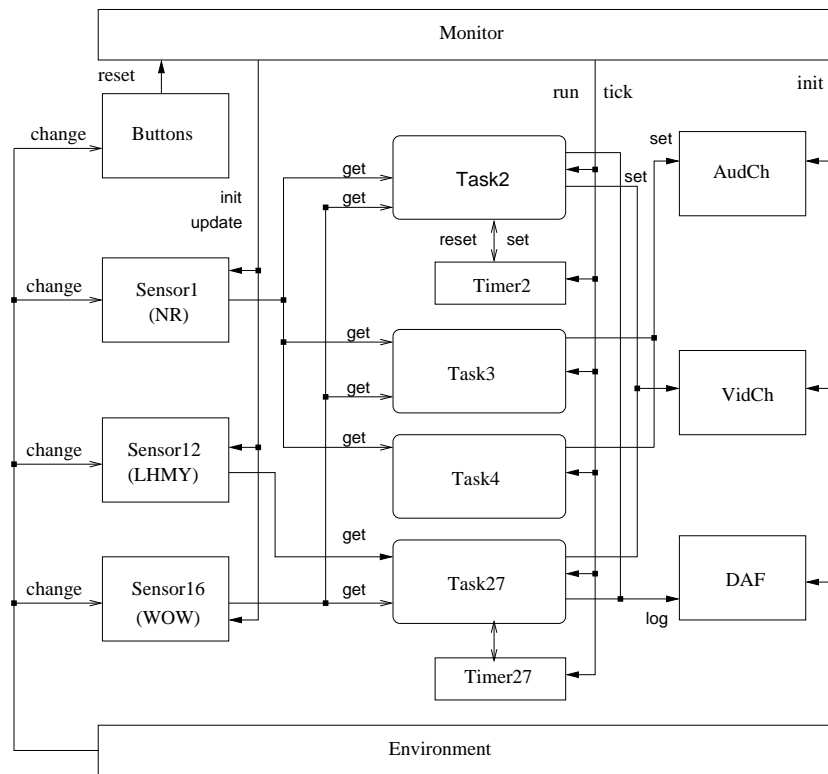 Monitor
reset
run tick
init
change
Buttons
set
AudCh
get
Task2
set
init
update
get
reset set
Timer2
change
Sensor1
(NR)
get
Task3
get
VidCh
change
Sensor12
(LHMY)
get
Task4
get
Task27
DAF
change
Sensor16
(WOW)
get
log
Timer27
Environment